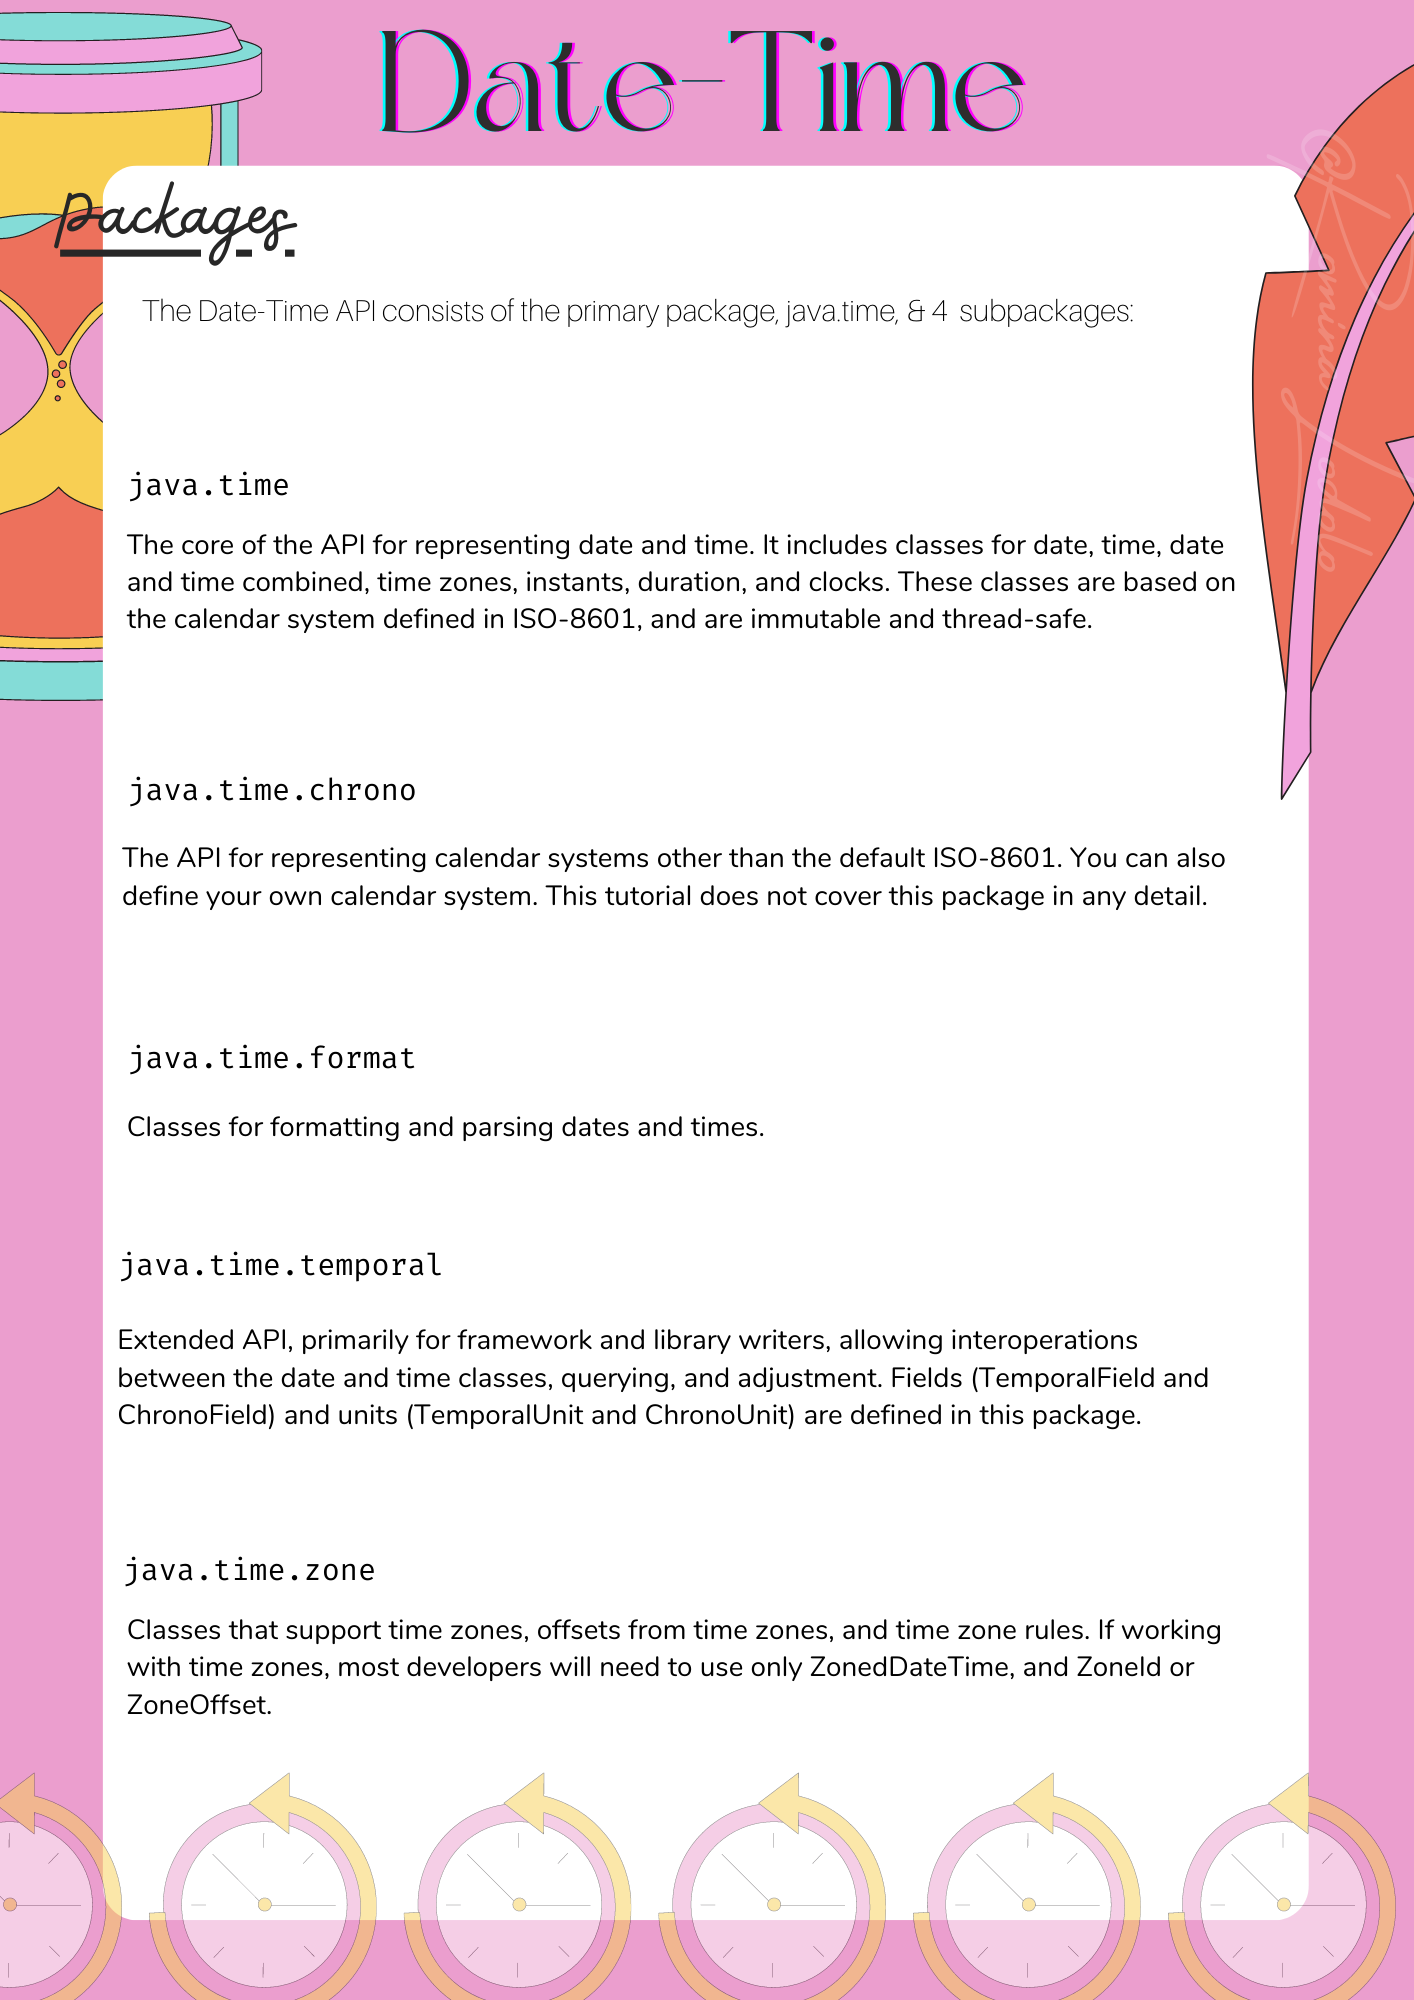 Date-Time
packages
The Date-Time API consists of the primary package, java.time, & 4 subpackages:
java.time
The core of the API for representing date and time. It includes classes for date, time, date
and time combined, time zones, instants, duration, and clocks. These classes are based on
the calendar system defined in ISO-8601, and are immutable and thread-safe.
java.time.chrono
The API for representing calendar systems other than the default ISO-8601. You can also
define your own calendar system. This tutorial does not cover this package in any detail.
java.time.format
Classes for formatting and parsing dates and times.
java.time.temporal
Extended API, primarily for framework and library writers, allowing interoperations
between the date and time classes, querying, and adjustment. Fields (TemporalField and
ChronoField) and units (TemporalUnit and ChronoUnit) are defined in this package.
java.time.zone
Classes that support time zones, offsets from time zones, and time zone rules. If working
with time zones, most developers will need to use only ZonedDateTime, and ZoneId or
ZoneOffset.